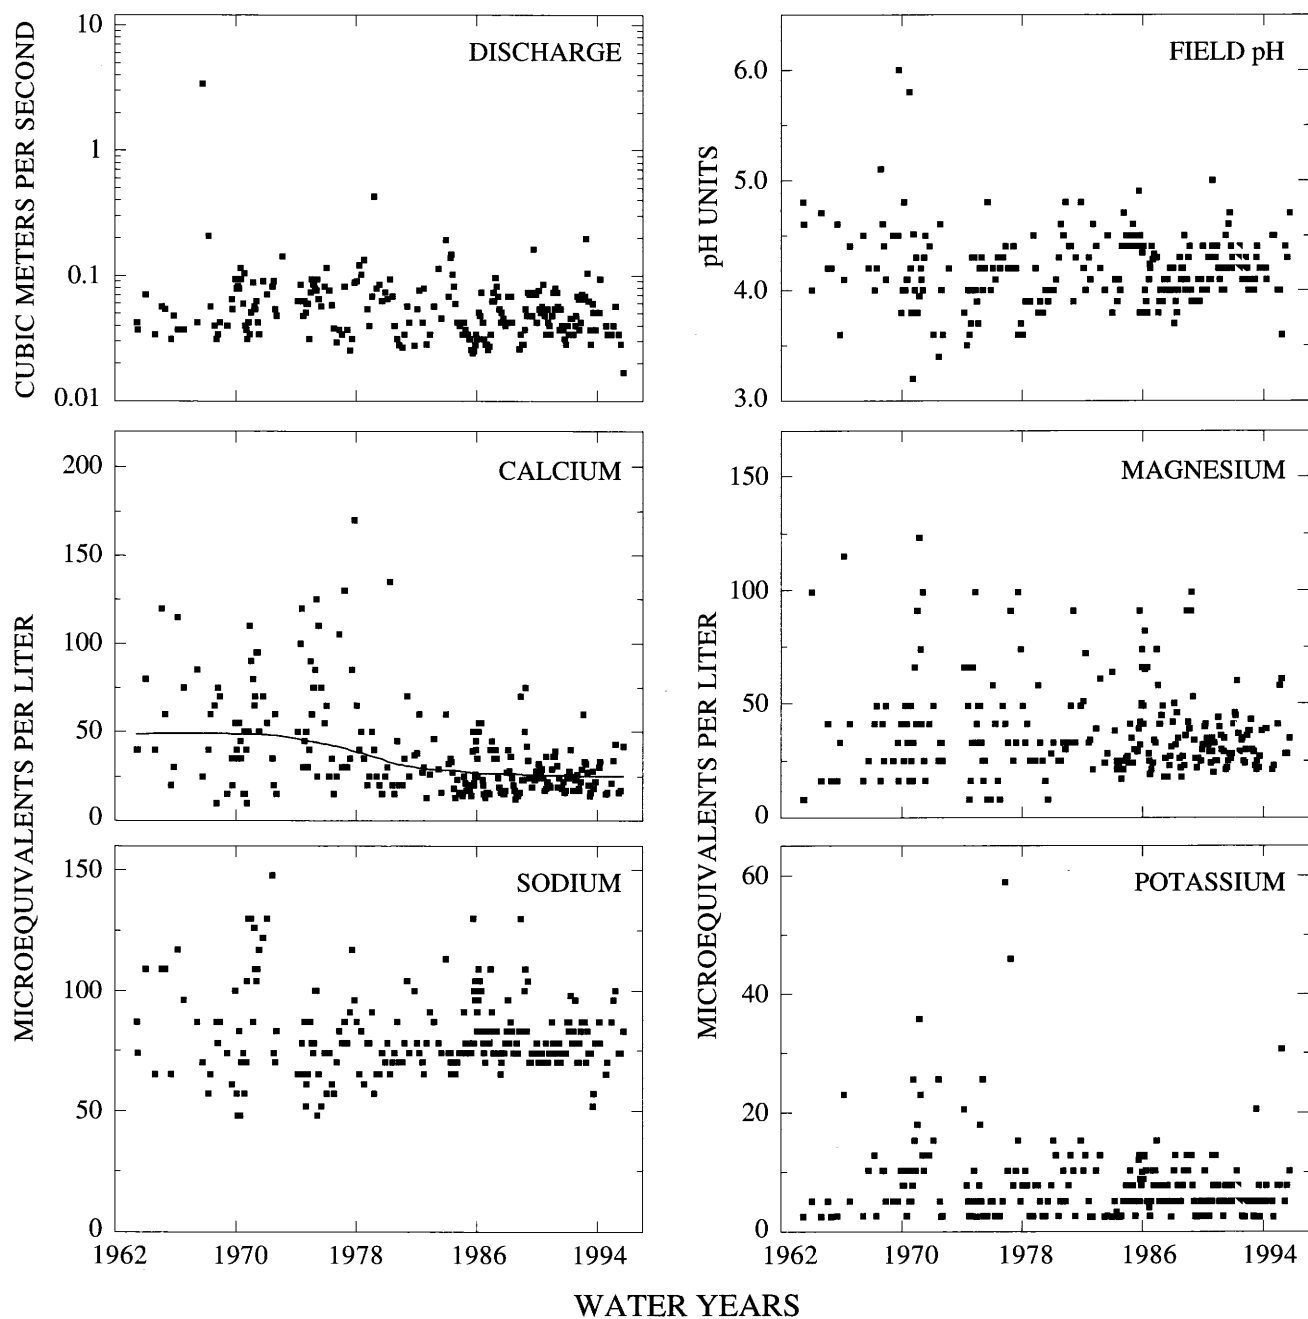 DISCHARGE
10
1
0.1
0.01
CUBIC METERS PER SECOND
FIELD pH
6.0
5.0
4.0
3.0
pH UNITS
CALCIUM
200
150
100
50
0
MICROEQUIVALENTS PER LITER
MAGNESIUM
150
100
50
0
MICROEQUIVALENTS PER LITER
SODIUM
150
100
50
0
1962 1970 1978 1986 1994
POTASSIUM
60
40
20
0
1962 1970 1978 1986 1994
WATER YEARS